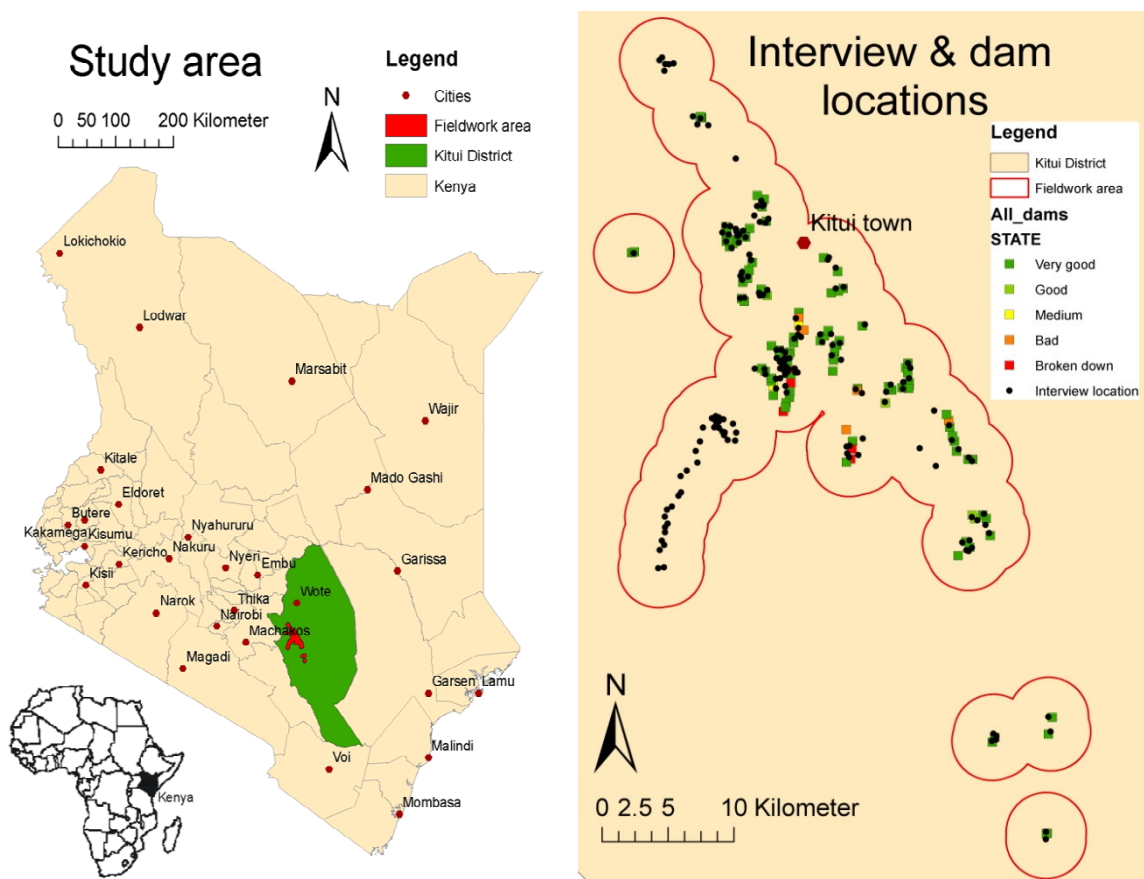 Study area
0 50 100 200 Kilometer
N
Legend
Cities
Fieldwork area
Kitui District
Kenya
Lokichokio
Lodwar
Marsabit
Wajir
Kitale
Mado Gashi
Eldoret
Butere
Kakamega
Kisumu
Nyahururu
Kericho
Nakuru
Nyeri
Embu
Garissa
Kisii
Wote
Narok
Thika
Nairobi
Machakos
Magadi
Garsen
Lamu
Malindi
Voi
Mombasa
Kenya
Interview & dam
locations
Legend
Kitui District
Fieldwork area
All_dams
STATE
Very good
Good
Medium
Bad
Broken down
Interview location
Kitui town
N
0 2.5 5 10 Kilometer